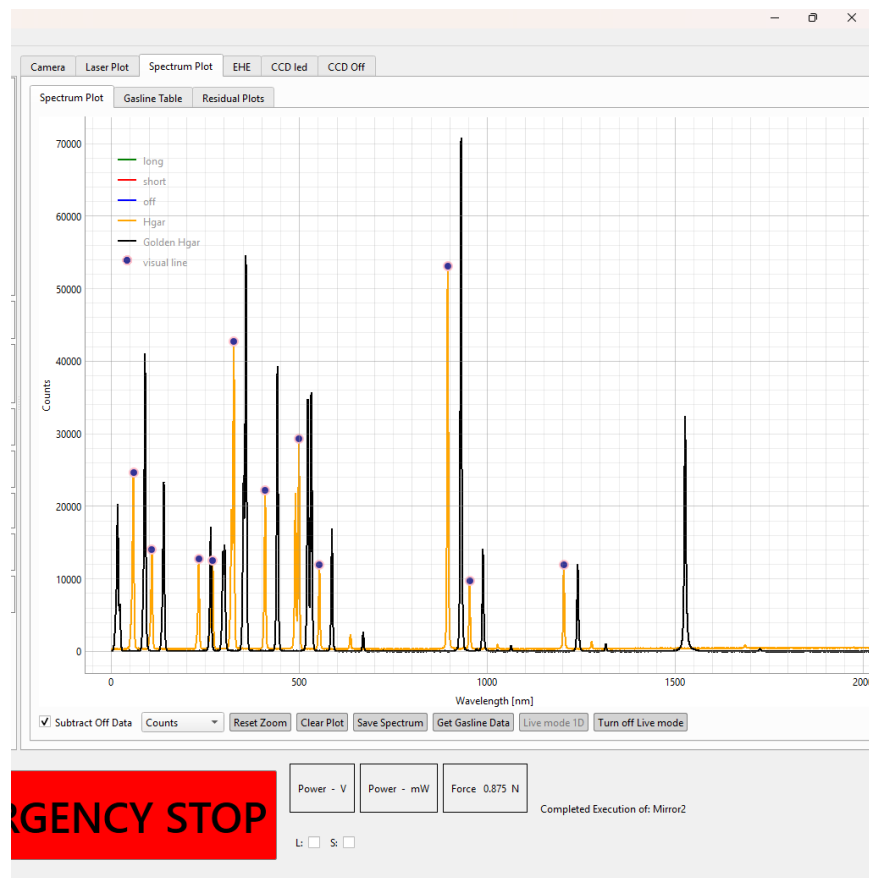 Camera Laser Plot Spectrum Plot EHE CCD led CCD Off
Spectrum Plot Gasline Table Residual Plots
70000
60000
50000
40000
30000
20000
10000
0
Counts
long
short
off
Hgar
Golden Hgar
visual line
0 500 1000 1500
Wavelength [nm]
Subtract Off Data Counts Reset Zoom Clear Plot Save Spectrum Get Gasline Data Live mode 1D Turn off Live mode
RGENCY STOP
Power - V Power - mW Force 0.875 N
Completed Execution of: Mirror2
L: S: